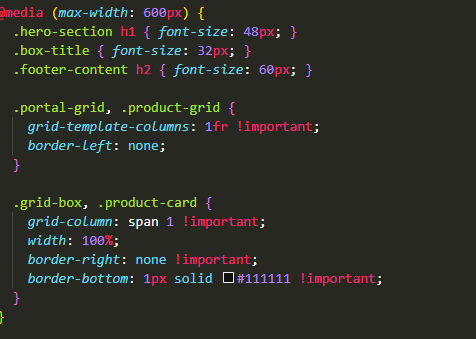 @media (max-width: 600px) {
.hero-section h1 { font-size: 48px; }
.box-title { font-size: 32px; }
.footer-content h2 { font-size: 60px; }
.portal-grid, .product-grid {
grid-template-columns: 1fr !important;
border-left: none;
}
.grid-box, .product-card {
grid-column: span 1 !important;
width: 100%;
border-right: none !important;
border-bottom: 1px solid #111111 !important;
}
}